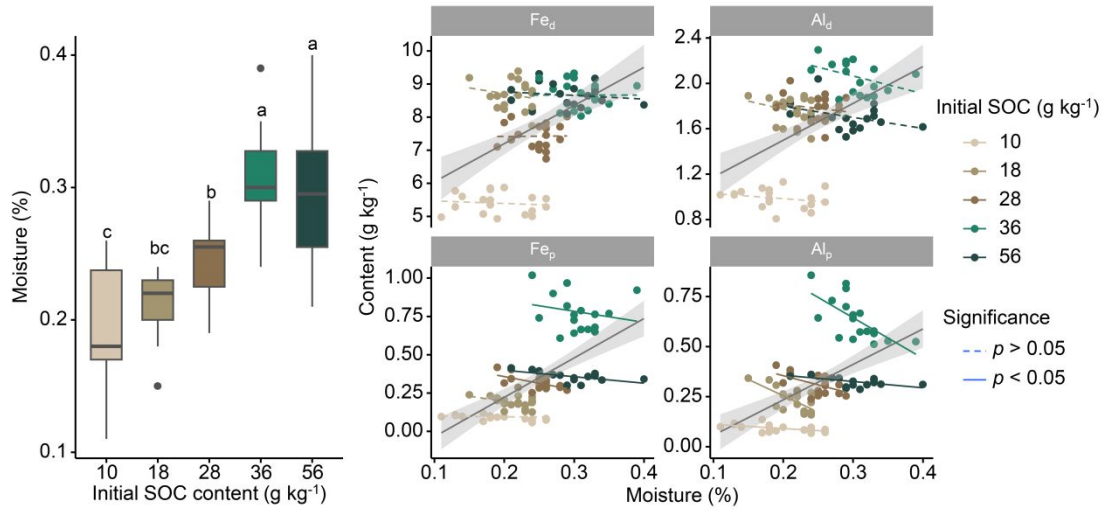 Moisture (%)
0.4
0.3
0.2
0.1
c
bc
b
a
a
10
18
28
36
56
Initial SOC content (g kg⁻¹)
Content (g kg⁻¹)
Fed
10
9
8
7
6
5
Ald
2.4
2.0
1.6
1.2
0.8
Fep
1.00
0.75
0.50
0.25
0.00
Alp
0.75
0.50
0.25
0.00
0.1 0.2 0.3 0.4
0.1 0.2 0.3 0.4
Moisture (%)
Initial SOC (g kg⁻¹)
10
18
28
36
56
Significance
p > 0.05
p < 0.05